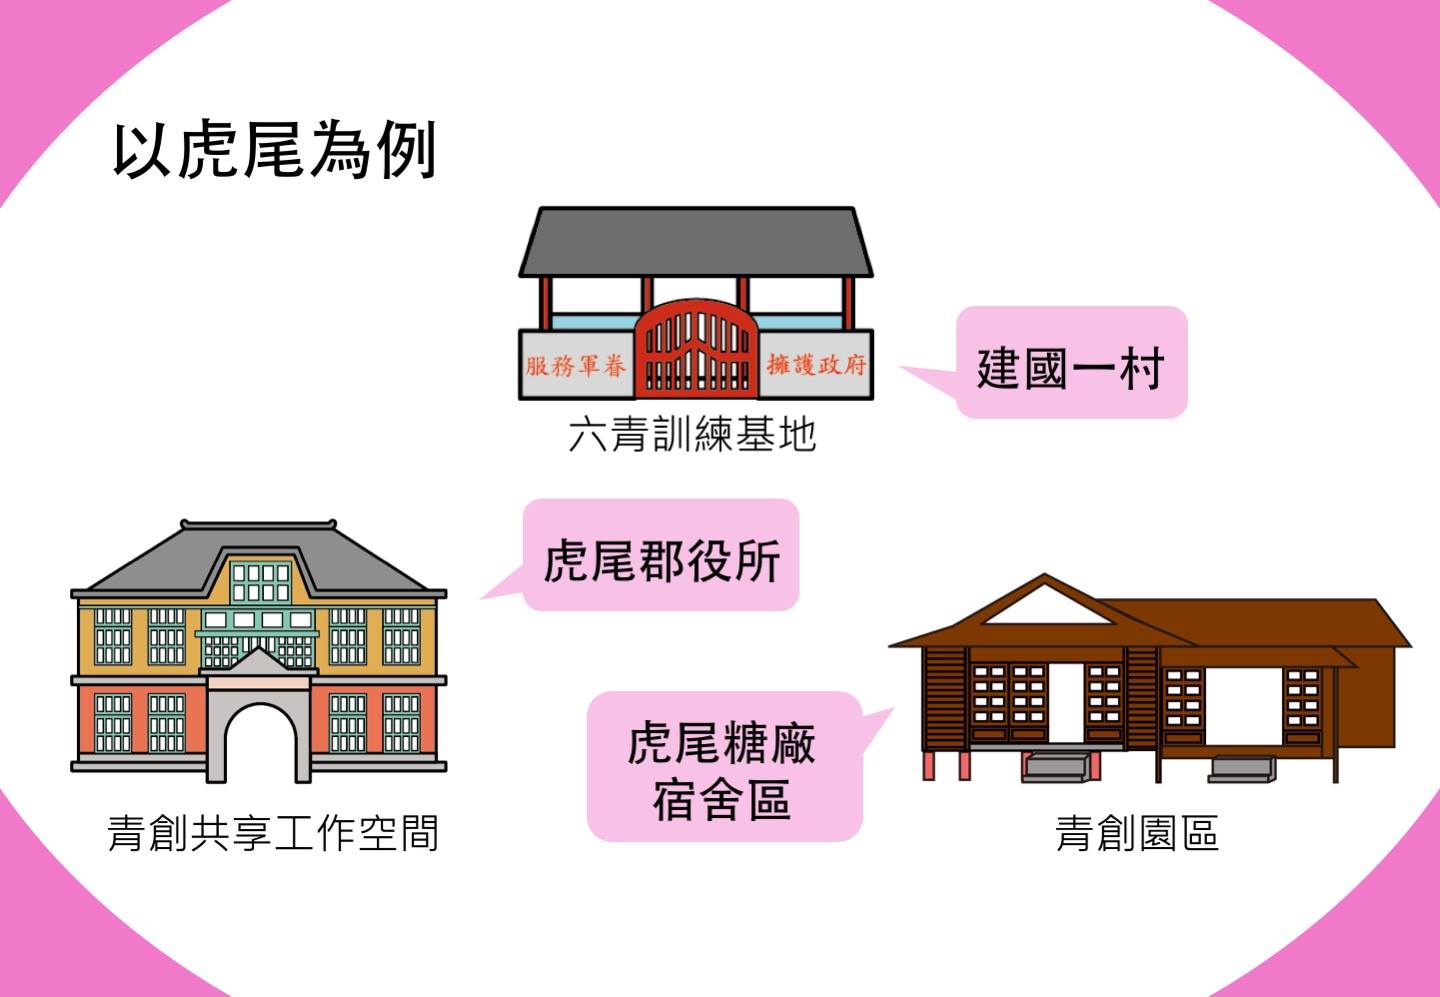 以虎尾為例
服務軍眷
擁護政府
建國一村
六青訓練基地
虎尾郡役所
青創共享工作空間
虎尾糖廠
宿舍區
青創園區